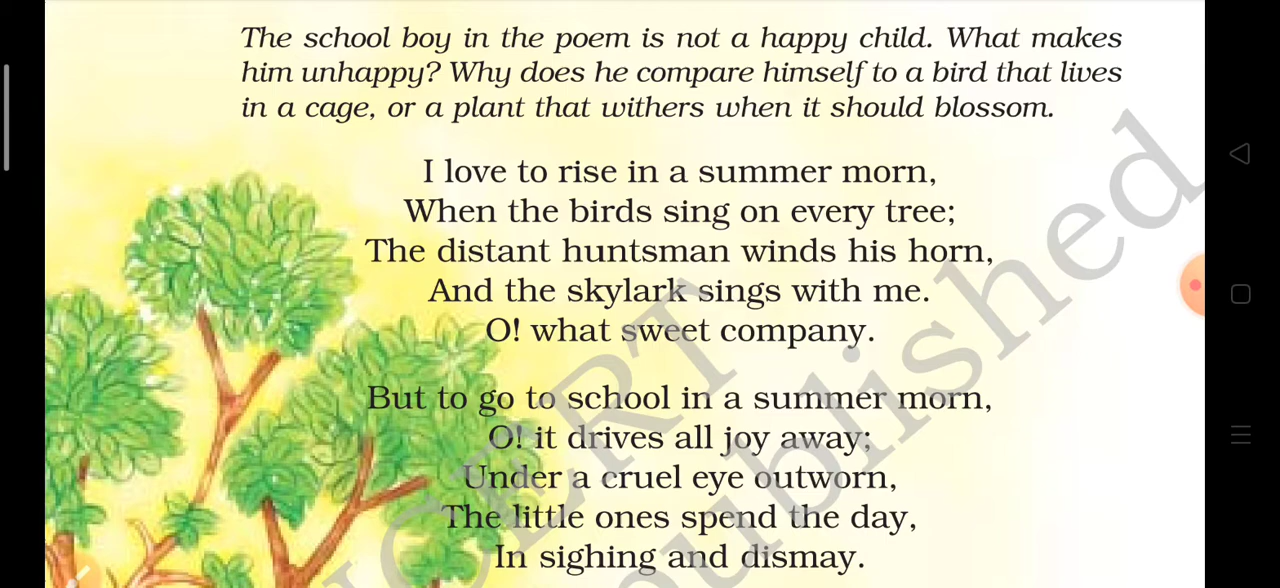 The school boy in the poem is not a happy child. What makes
him unhappy? Why does he compare himself to a bird that lives
in a cage, or a plant that withers when it should blossom.
I love to rise in a summer morn,
When the birds sing on every tree;
The distant huntsman winds his horn,
And the skylark sings with me.
O! what sweet company.
But to go to school in a summer morn,
O! it drives all joy away;
Under a cruel eye outworn,
The little ones spend the day,
In sighing and dismay.
NCERT
published